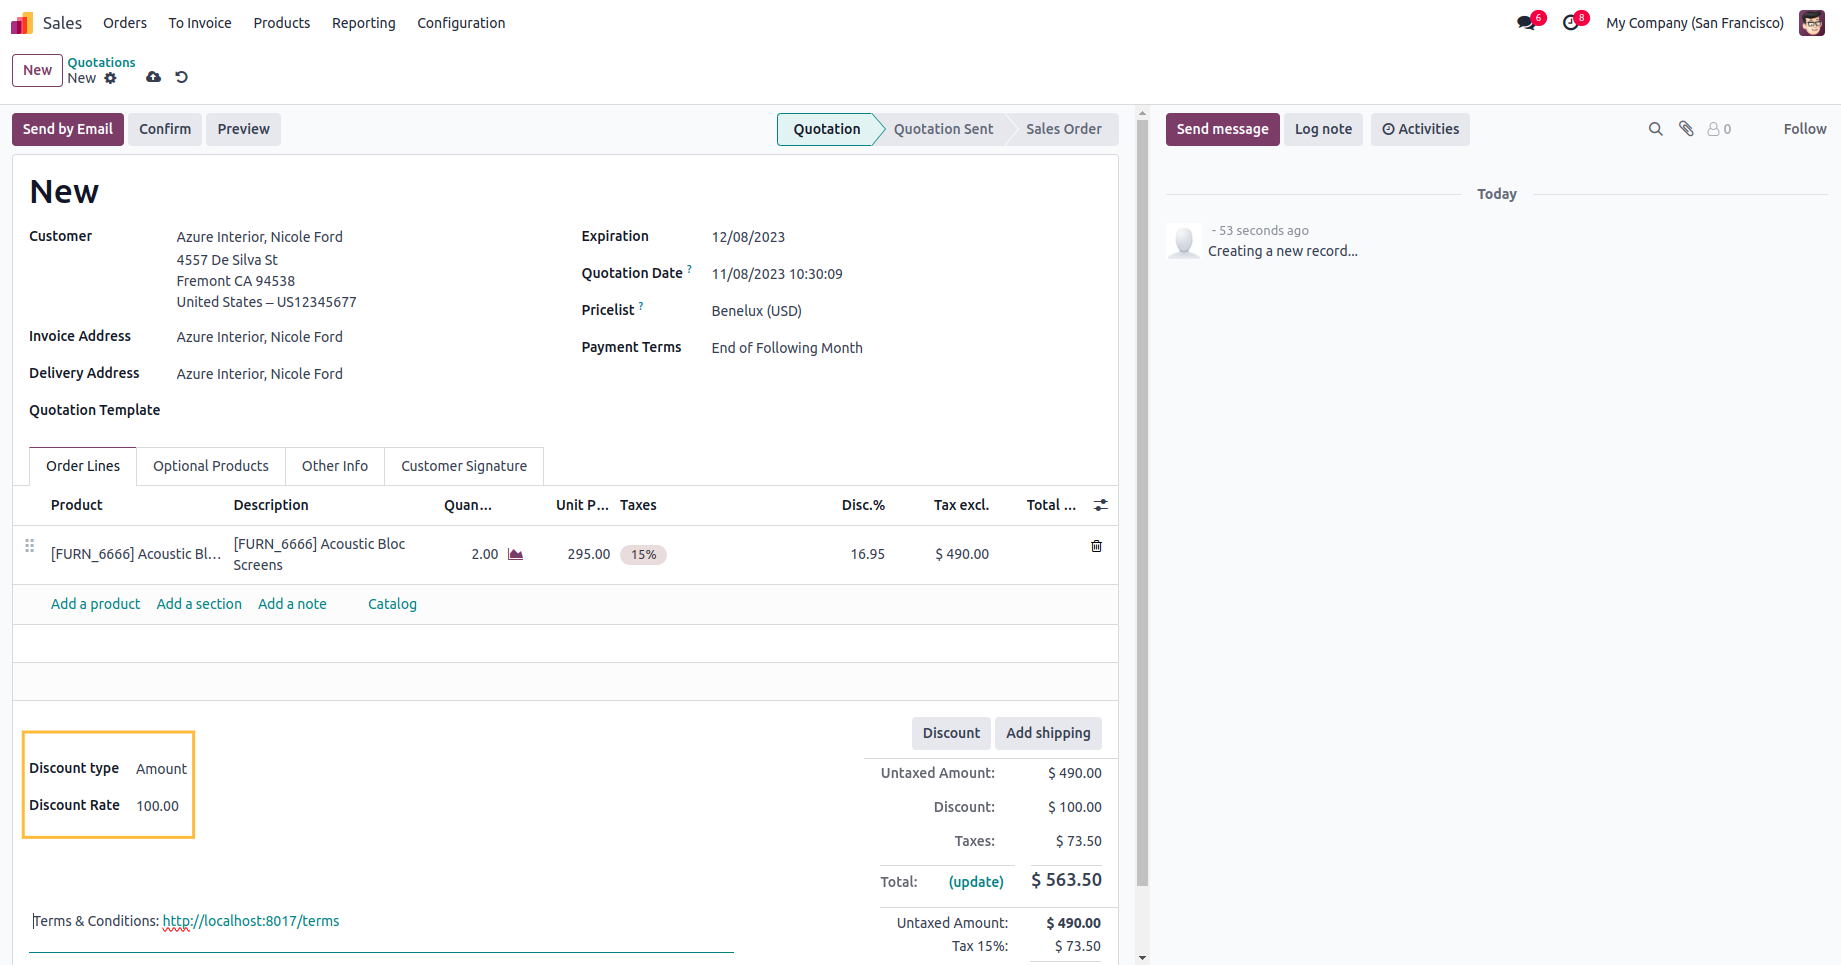 Sales Orders To Invoice Products Reporting Configuration 6 8 My Company (San Francisco)
New Quotations
New
Send by Email Confirm Preview Quotation Quotation Sent Sales Order Send message Log note Activities 0 Follow
New
Today
Customer Azure Interior, Nicole Ford
4557 De Silva St
Fremont CA 94538
United States – US12345677
Invoice Address Azure Interior, Nicole Ford
Delivery Address Azure Interior, Nicole Ford
Quotation Template
Expiration 12/08/2023
Quotation Date ? 11/08/2023 10:30:09
Pricelist ? Benelux (USD)
Payment Terms End of Following Month
- 53 seconds ago
Creating a new record...
Order Lines Optional Products Other Info Customer Signature
Product Description Quan... Unit P... Taxes Disc.% Tax excl. Total ...
[FURN_6666] Acoustic Bl... [FURN_6666] Acoustic Bloc
Screens 2.00 295.00 15% 16.95 $ 490.00
Add a product Add a section Add a note Catalog
Discount Add shipping
Discount type Amount
Discount Rate 100.00
Untaxed Amount: $ 490.00
Discount: $ 100.00
Taxes: $ 73.50
Total: (update) $ 563.50
Terms & Conditions: http://localhost:8017/terms
Untaxed Amount: $ 490.00
Tax 15%: $ 73.50